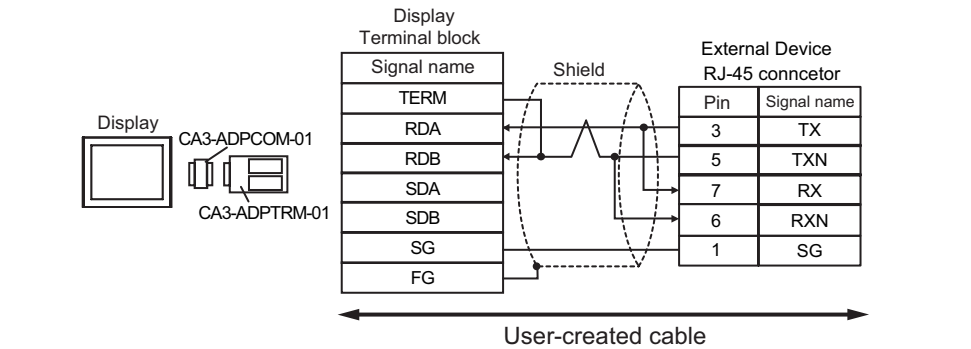 Display
CA3-ADPCOM-01
CA3-ADPTRM-01
Display
Terminal block
Signal name
TERM
RDA
RDB
SDA
SDB
SG
FG
Shield
External Device
RJ-45 conncetor
Pin Signal name
3 TX
5 TXN
7 RX
6 RXN
1 SG
User-created cable